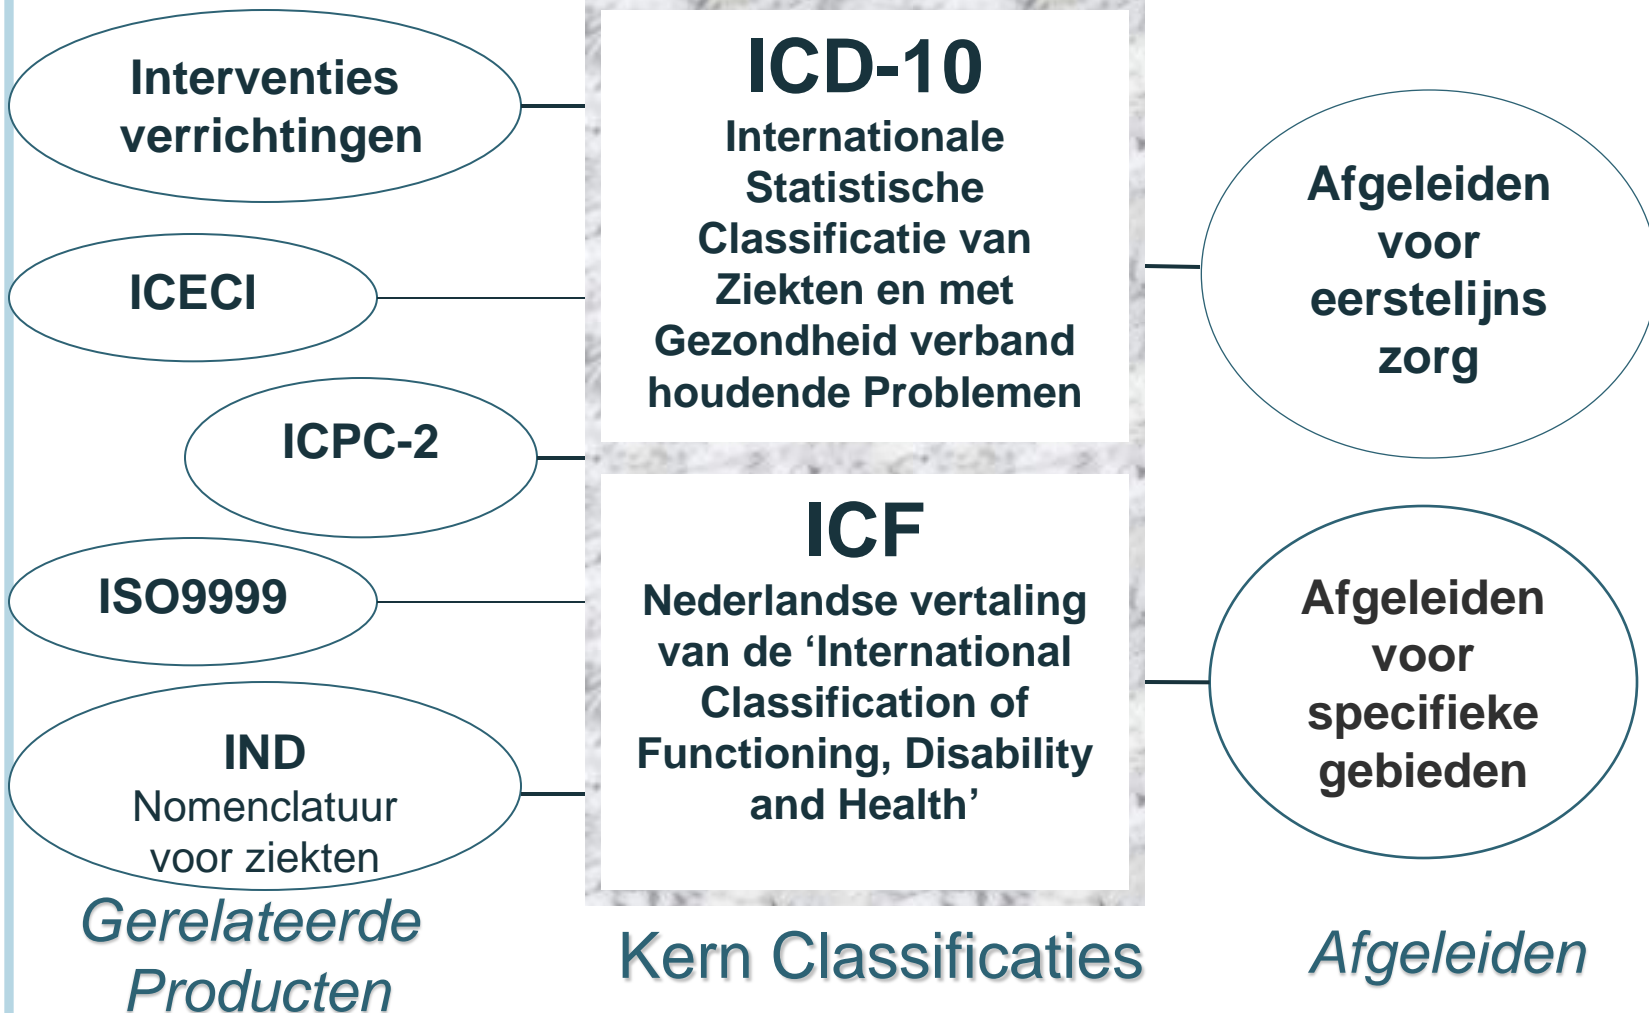 Interventies
verrichtingen
ICECI
ICPC-2
ISO9999
IND
Nomenclatuur
voor ziekten
Gerelateerde
Producten
ICD-10
Internationale
Statistische
Classificatie van
Ziekten en met
Gezondheid verband
houdende Problemen
ICF
Nederlandse vertaling
van de ‘International
Classification of
Functioning, Disability
and Health’
Kern Classificaties
Afgeleiden
voor
eerstelijns
zorg
Afgeleiden
voor
specifieke
gebieden
Afgeleiden